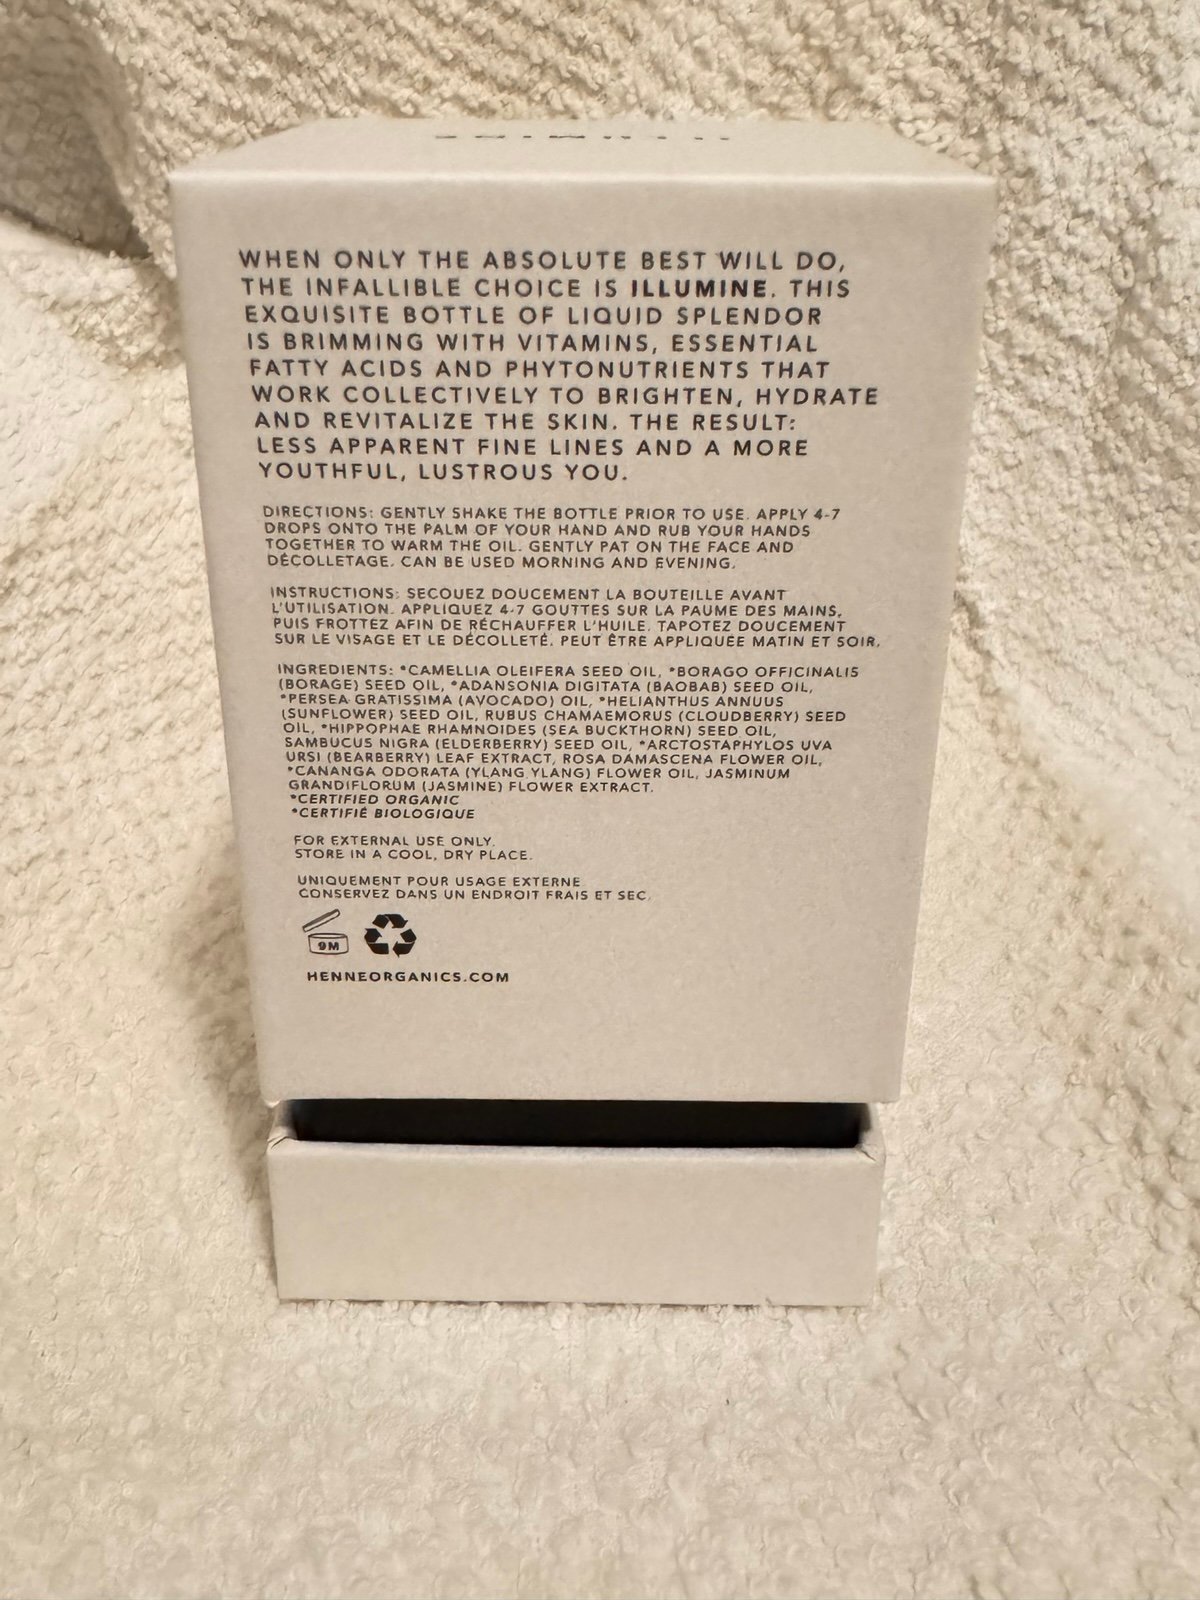 WHEN ONLY THE ABSOLUTE BEST WILL DO,
THE INFALLIBLE CHOICE IS ILLUMINE. THIS
EXQUISITE BOTTLE OF LIQUID SPLENDOR
IS BRIMMING WITH VITAMINS, ESSENTIAL
FATTY ACIDS AND PHYTONUTRIENTS THAT
WORK COLLECTIVELY TO BRIGHTEN, HYDRATE
AND REVITALIZE THE SKIN. THE RESULT:
LESS APPARENT FINE LINES AND A MORE
YOUTHFUL, LUSTROUS YOU.
DIRECTIONS: GENTLY SHAKE THE BOTTLE PRIOR TO USE. APPLY 4-7
DROPS ONTO THE PALM OF YOUR HAND AND RUB YOUR HANDS
TOGETHER TO WARM THE OIL. GENTLY PAT ON THE FACE AND
DÉCOLLETAGE. CAN BE USED MORNING AND EVENING.
INSTRUCTIONS: SECOUEZ DOUCEMENT LA BOUTEILLE AVANT
L'UTILISATION. APPLIQUEZ 4-7 GOUTTES SUR LA PAUME DES MAINS,
PUIS FROTTEZ AFIN DE RÉCHAUFFER L'HUILE. TAPOTEZ DOUCEMENT
SUR LE VISAGE ET LE DÉCOLLETÉ. PEUT ÊTRE APPLIQUÉE MATIN ET SOIR.
INGREDIENTS: *CAMELLIA OLEIFERA SEED OIL, *BORAGO OFFICINALIS
(BORAGE) SEED OIL, *ADANSONIA DIGITATA (BAOBAB) SEED OIL,
*PERSEA GRATISSIMA (AVOCADO) OIL, *HELIANTHUS ANNUUS
(SUNFLOWER) SEED OIL, RUBUS CHAMAEMORUS (CLOUDBERRY) SEED
OIL, *HIPPOPHAE RHAMNOIDES (SEA BUCKTHORN) SEED OIL,
SAMBUCUS NIGRA (ELDERBERRY) SEED OIL, *ARCTOSTAPHYLOS UVA
URSI (BEARBERRY) LEAF EXTRACT, ROSA DAMASCENA FLOWER OIL,
*CANANGA ODORATA (YLANG YLANG) FLOWER OIL, JASMINUM
GRANDIFLORUM (JASMINE) FLOWER EXTRACT.
*CERTIFIED ORGANIC
*CERTIFIÉ BIOLOGIQUE
FOR EXTERNAL USE ONLY.
STORE IN A COOL, DRY PLACE.
UNIQUEMENT POUR USAGE EXTERNE
CONSERVEZ DANS UN ENDROIT FRAIS ET SEC.
9M
HENNEORGANICS.COM